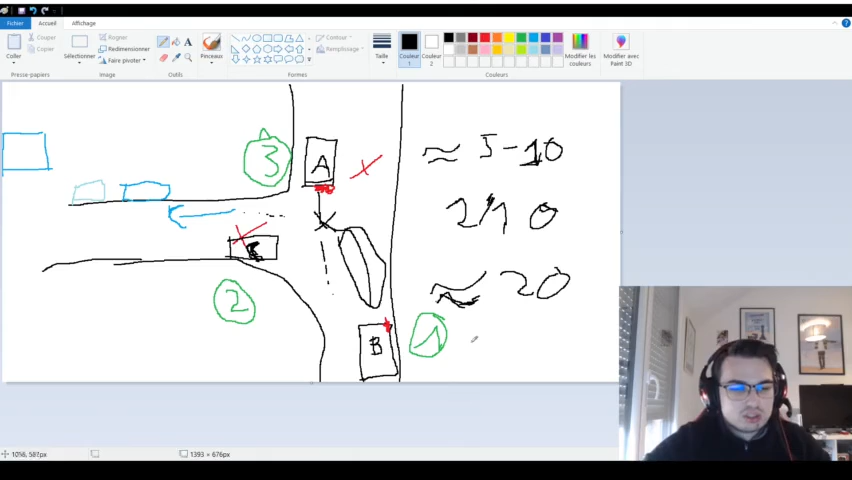 Fichier Accueil Affichage
Coller
Couper
Copier
Presse-papiers
Sélectionner
Rogner
Redimensionner
Faire pivoter
Image
Pinceaux
Outils
Contour
Remplissage
Formes
Taille
Couleur 1
Couleur 2
Modifier les couleurs
Modifier avec Paint 3D
Couleurs
3
A
≈ 5-10
2/10
2
≈ 20
B
1
1393 × 676px